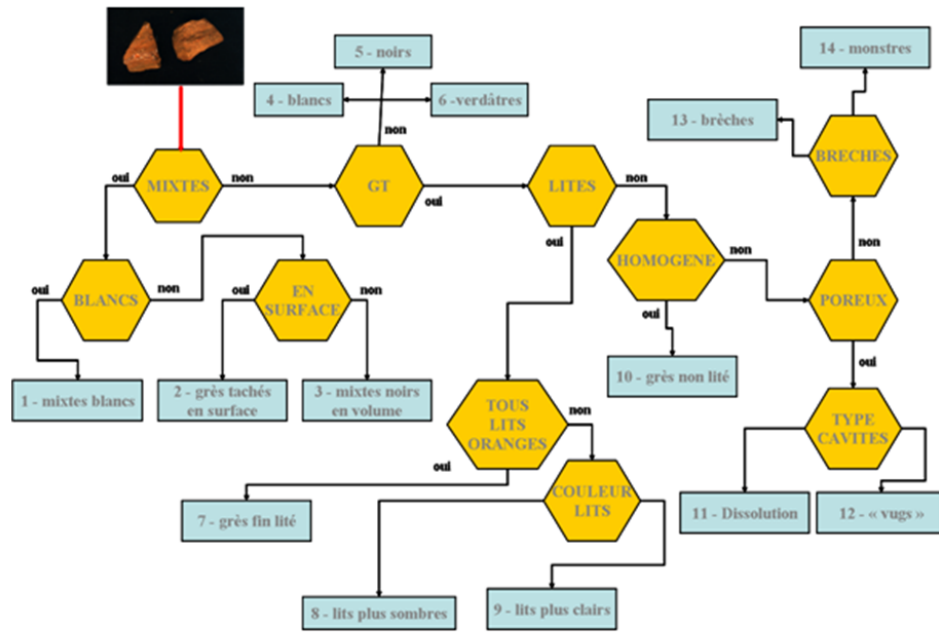 5 - noirs
14 - monstres
4 - blancs
6 -verdâtres
13 - brèches
non
BRECHES
oui
MIXTES
non
GT
oui
LITES
non
oui
HOMOGENE
non
non
oui
BLANCS
non
oui
EN
SURFACE
non
POREUX
oui
oui
1 - mixtes blancs
2 – grès tachés
en surface
3 – mixtes noirs
en volume
10 - grès non lité
TOUS
LITS
ORANGES
non
TYPE
CAVITES
oui
COULEUR
LITS
7 – grès fin lité
11 - Dissolution
12 - « vugs »
8 - lits plus sombres
9 - lits plus clairs